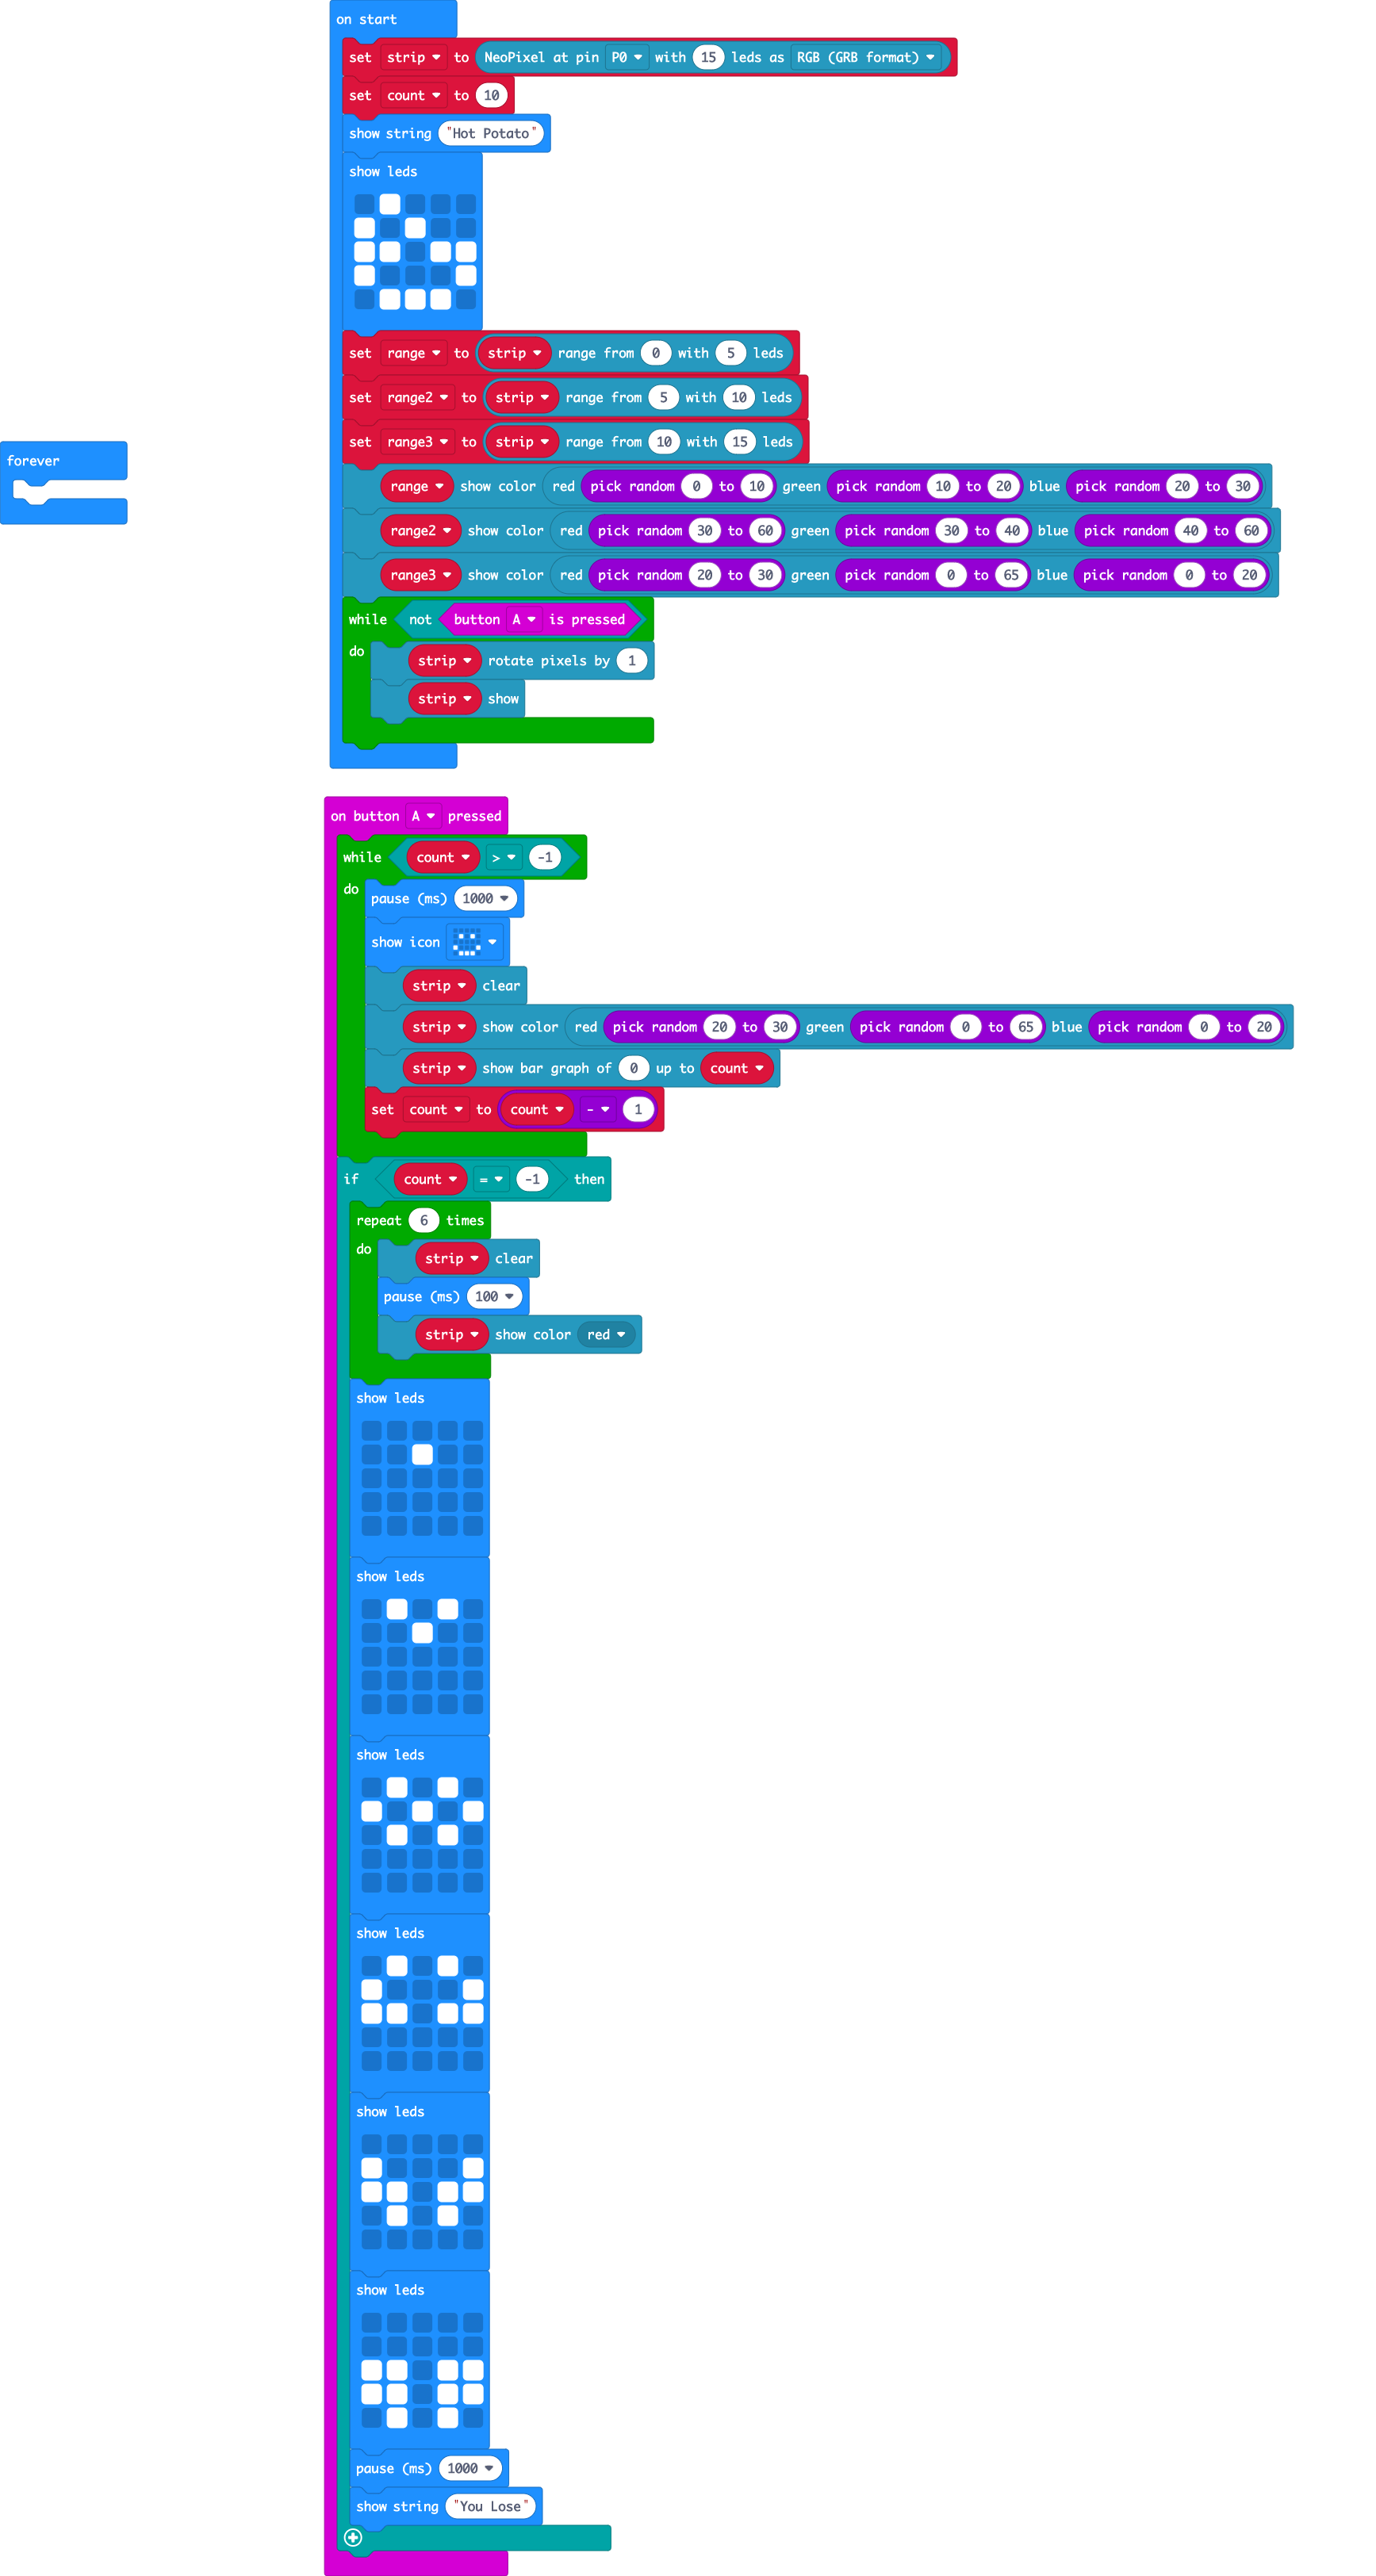 on start
set strip to NeoPixel at pin P0 with 15 leds as RGB (GRB format)
set count to 10
show string "Hot Potato"
show leds
set range to strip range from 0 with 5 leds
set range2 to strip range from 5 with 10 leds
set range3 to strip range from 10 with 15 leds
range show color red pick random 0 to 10 green pick random 10 to 20 blue pick random 20 to 30
range2 show color red pick random 30 to 60 green pick random 30 to 40 blue pick random 40 to 60
range3 show color red pick random 20 to 30 green pick random 0 to 65 blue pick random 0 to 20
while not button A is pressed
do strip rotate pixels by 1
strip show
forever
on button A pressed
while count > -1
do pause (ms) 1000
show icon
strip clear
strip show color red pick random 20 to 30 green pick random 0 to 65 blue pick random 0 to 20
strip show bar graph of 0 up to count
set count to count - 1
if count = -1 then
repeat 6 times
do strip clear
pause (ms) 100
strip show color red
show leds
show leds
show leds
show leds
show leds
show leds
pause (ms) 1000
show string "You Lose"